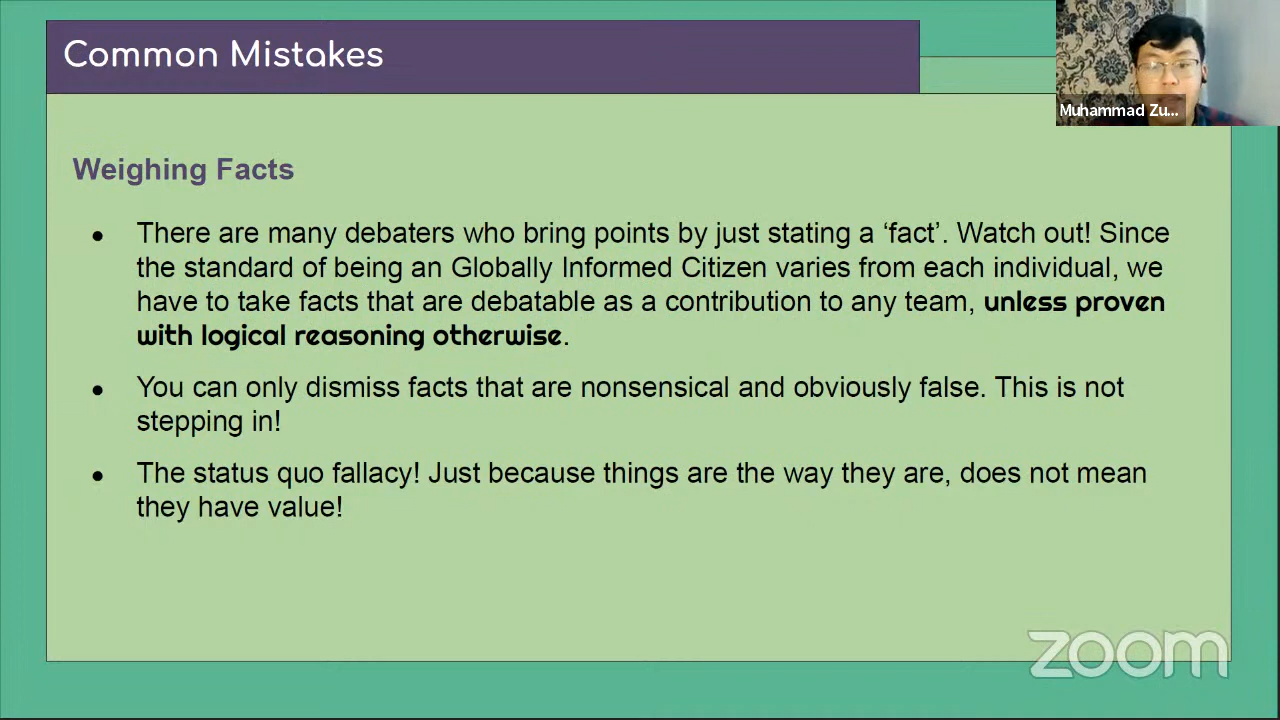 Common Mistakes
Muhammad Zu...
Weighing Facts
● There are many debaters who bring points by just stating a ‘fact’. Watch out! Since
the standard of being an Globally Informed Citizen varies from each individual, we
have to take facts that are debatable as a contribution to any team, unless proven
with logical reasoning otherwise.
● You can only dismiss facts that are nonsensical and obviously false. This is not
stepping in!
● The status quo fallacy! Just because things are the way they are, does not mean
they have value!
zoom